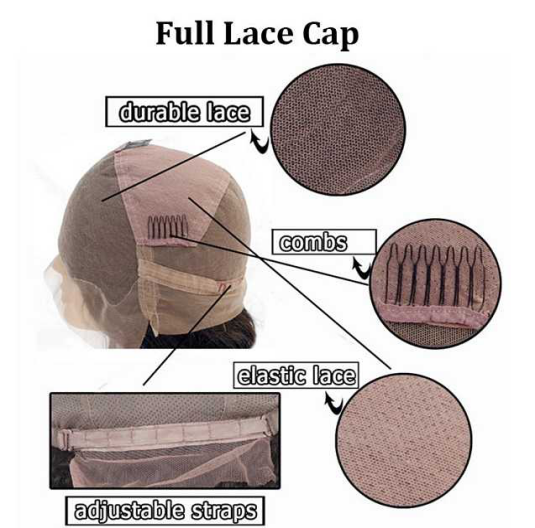 Full Lace Cap
durable lace
combs
elastic lace
adjustable straps